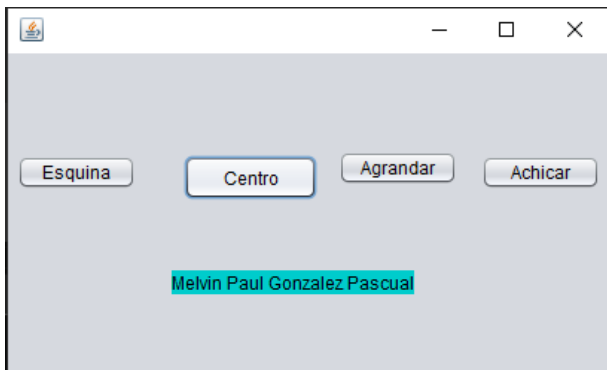 Esquina
Centro
Agrandar
Achicar
Melvin Paul Gonzalez Pascual